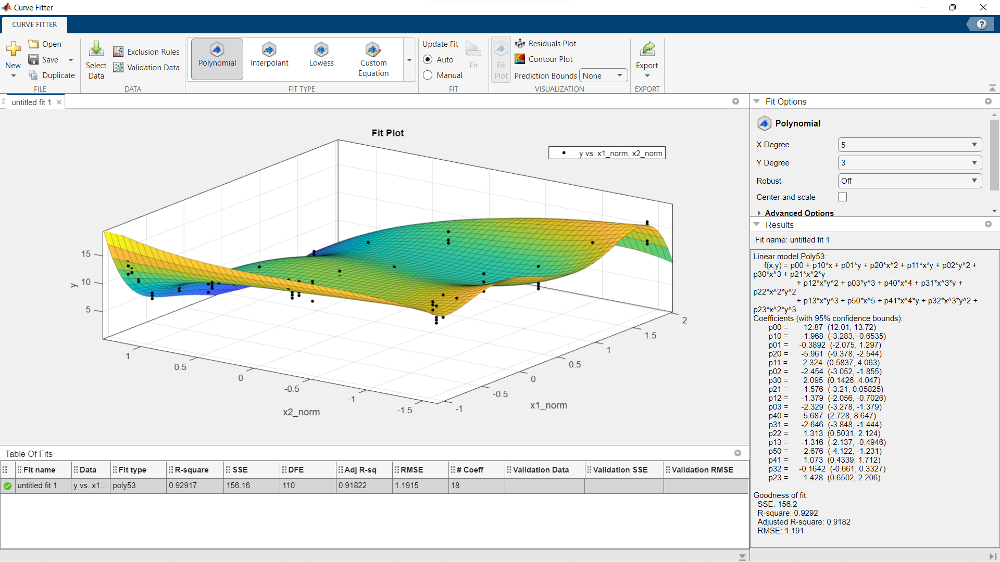 Curve Fitter
CURVE FITTER
New
Open
Save
Duplicate
FILE
Select
Data
Exclusion Rules
Validation Data
DATA
Polynomial
Interpolant
Lowess
Custom
Equation
FIT TYPE
Update Fit
Auto
Manual
AUTO
Fit
FIT
Fit
Plot
Residuals Plot
Contour Plot
Prediction Bounds None
VISUALIZATION
Export
EXPORT
untitled fit 1
Fit Plot
y vs. x1_norm, x2_norm
15
10
5
y
1
0.5
0
-0.5
-1
-1.5
x2_norm
-1
-0.5
0
0.5
1
1.5
2
x1_norm
Fit Options
Polynomial
X Degree 5
Y Degree 3
Robust Off
Center and scale
Advanced Options
Results
Fit name: untitled fit 1
Linear model Poly53:
f(x,y) = p00 + p10*x + p01*y + p20*x^2 + p11*x*y + p02*y^2 +
p30*x^3 + p21*x^2*y
+ p12*x*y^2 + p03*y^3 + p40*x^4 + p31*x^3*y +
p22*x^2*y^2
+ p13*x*y^3 + p50*x^5 + p41*x^4*y + p32*x^3*y^2 +
p23*x^2*y^3
Coefficients (with 95% confidence bounds):
p00 = 12.87 (12.01, 13.72)
p10 = -1.968 (-3.283, -0.6535)
p01 = -0.3892 (-2.075, 1.297)
p20 = -5.961 (-9.378, -2.544)
p11 = 2.324 (0.5837, 4.063)
p02 = -2.454 (-3.052, -1.855)
p30 = 2.095 (0.1426, 4.047)
p21 = -1.576 (-3.21, 0.05825)
p12 = -1.379 (-2.056, -0.7026)
p03 = -2.329 (-3.278, -1.379)
p40 = 5.687 (2.728, 8.647)
p31 = -2.646 (-3.848, -1.444)
p22 = 1.313 (0.5031, 2.124)
p13 = -1.316 (-2.137, -0.4946)
p50 = -2.676 (-4.122, -1.231)
p41 = 1.073 (0.4339, 1.712)
p32 = -0.1642 (-0.661, 0.3327)
p23 = 1.428 (0.6502, 2.206)
Goodness of fit:
SSE: 156.2
R-square: 0.9292
Adjusted R-square: 0.9182
RMSE: 1.191
Table Of Fits
Fit name Data Fit type R-square SSE DFE Adj R-sq RMSE # Coeff Validation Data Validation SSE Validation RMSE
untitled fit 1 y vs. x1... poly53 0.92917 156.16 110 0.91822 1.1915 18